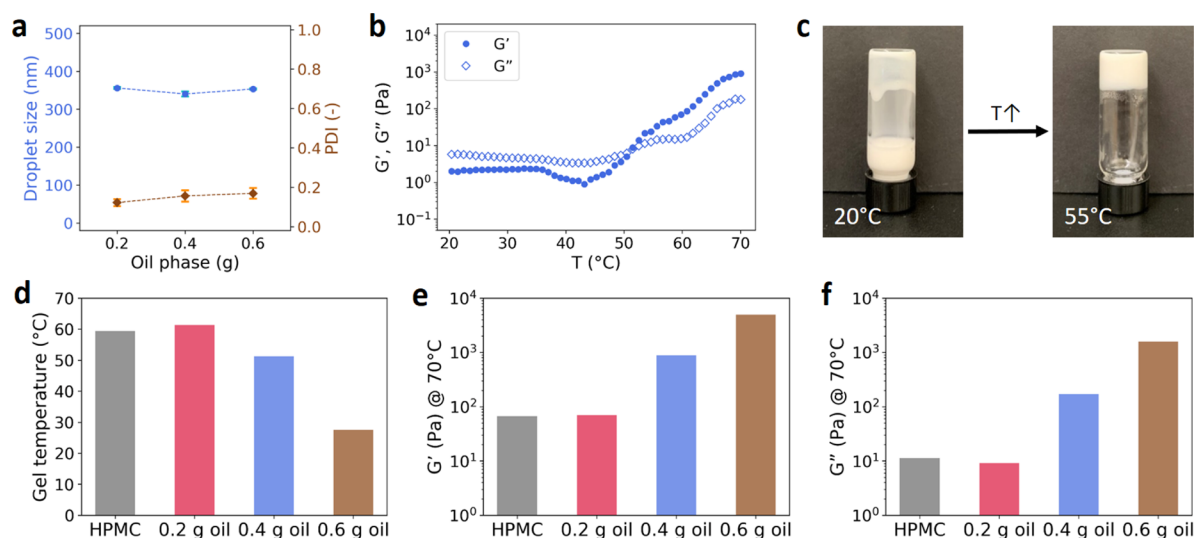 a
Droplet size (nm)
500
400
300
200
100
0
1.0
0.8
0.6
0.4
0.2
0.0
PDI (-)
0.2 0.4 0.6
Oil phase (g)
b
G', G” (Pa)
10⁴
10³
10²
10¹
10⁰
10⁻¹
G’
G”
20 30 40 50 60 70
T (°C)
c
20°C
T↑
55°C
d
Gel temperature (°C)
70
60
50
40
30
20
10
0
HPMC 0.2 g oil 0.4 g oil 0.6 g oil
e
G’ (Pa) @ 70°C
10⁴
10³
10²
10¹
10⁰
HPMC 0.2 g oil 0.4 g oil 0.6 g oil
f
G” (Pa) @ 70°C
10⁴
10³
10²
10¹
10⁰
HPMC 0.2 g oil 0.4 g oil 0.6 g oil